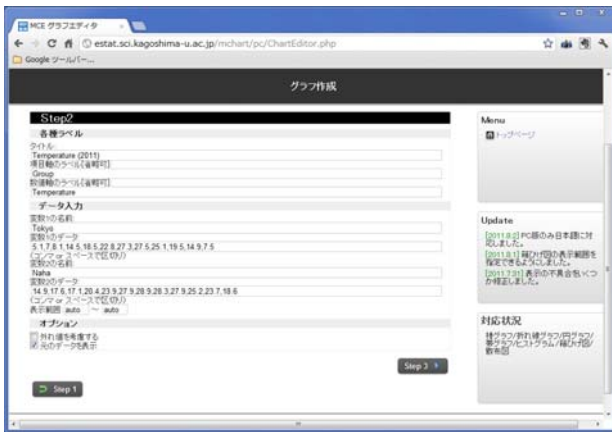 MCE グラフエディタ
estat.sci.kagoshima-u.ac.jp/mchart/pc/ChartEditor.php
Google ツールバー...
グラフ作成
Step2
各種ラベル
タイトル:
Temperature (2011)
項目軸のラベル[省略可]:
Group
数値軸のラベル[省略可]:
Temperature
データ入力
変数1の名前:
Tokyo
変数1のデータ
5.1,7.8.1,14.5,18.5,22.8,27.3,27.5,25.1,19.5,14.9,7.5
(コンマ or スペースで区切り)
変数2の名前:
Naha
変数2のデータ
14.9,17.6,17.1,20.4,23.9,27.9,28.9,28.3,27.9,25.2,23.7,18.6
(コンマ or スペースで区切り)
表示範囲 auto ～ auto
オプション
外れ値を考慮する
元のデータを表示
Step 3
Step 1
Menu
トップページ
Update
[2011.8.2] PC版のみ日本語に対応しました。
[2011.8.1] 箱ひげ図の表示範囲を指定できるようにしました。
[2011.7.31] 表示の不具合をいくつか修正しました。
対応状況
棒グラフ/折れ線グラフ/円グラフ/
帯グラフ/ヒストグラム/箱ひげ図/
散布図